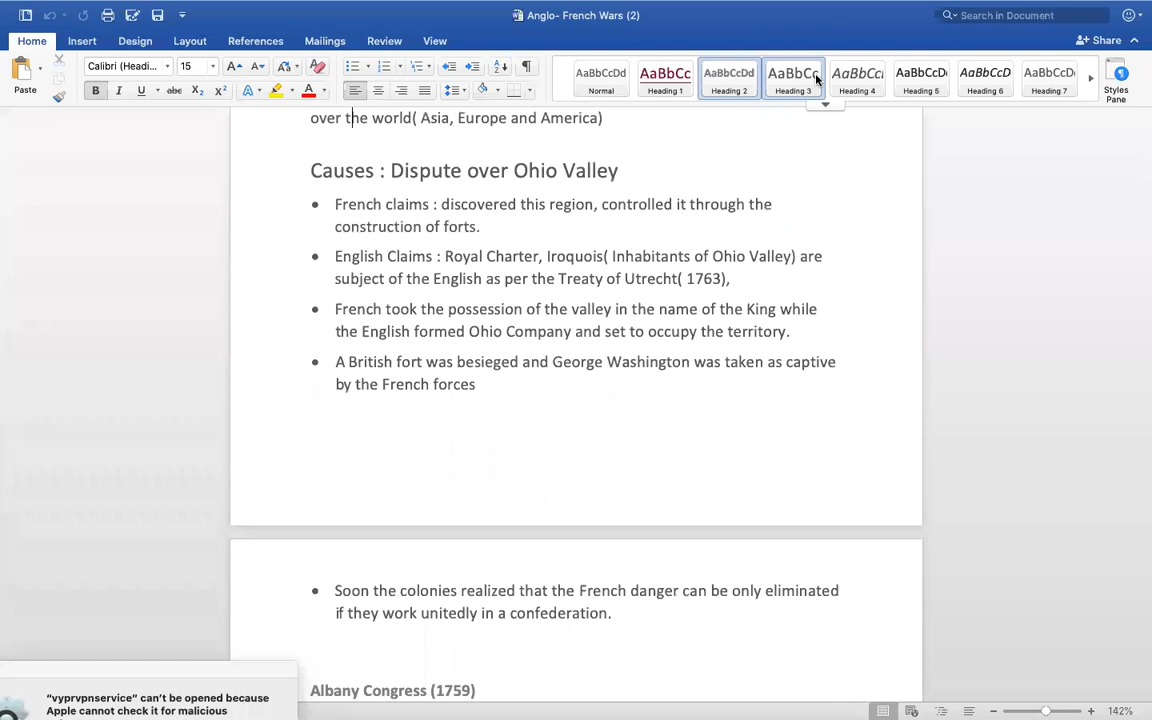 Anglo- French Wars (2)
Search in Document
Home Insert Design Layout References Mailings Review View
Share
Paste
Calibri (Headi... 15
AaBbCcDd AaBbCc AaBbCcDd AaBbCc AaBbCcI AaBbCcD AaBbCcD AaBbCcD
Normal Heading 1 Heading 2 Heading 3 Heading 4 Heading 5 Heading 6 Heading 7
Styles
Pane
over the world( Asia, Europe and America)
Causes : Dispute over Ohio Valley
• French claims : discovered this region, controlled it through the
construction of forts.
• English Claims : Royal Charter, Iroquois( Inhabitants of Ohio Valley) are
subject of the English as per the Treaty of Utrecht( 1763),
• French took the possession of the valley in the name of the King while
the English formed Ohio Company and set to occupy the territory.
• A British fort was besieged and George Washington was taken as captive
by the French forces
• Soon the colonies realized that the French danger can be only eliminated
if they work unitedly in a confederation.
Albany Congress (1759)
“vyprvpnservice” can’t be opened because
Apple cannot check it for malicious
142%